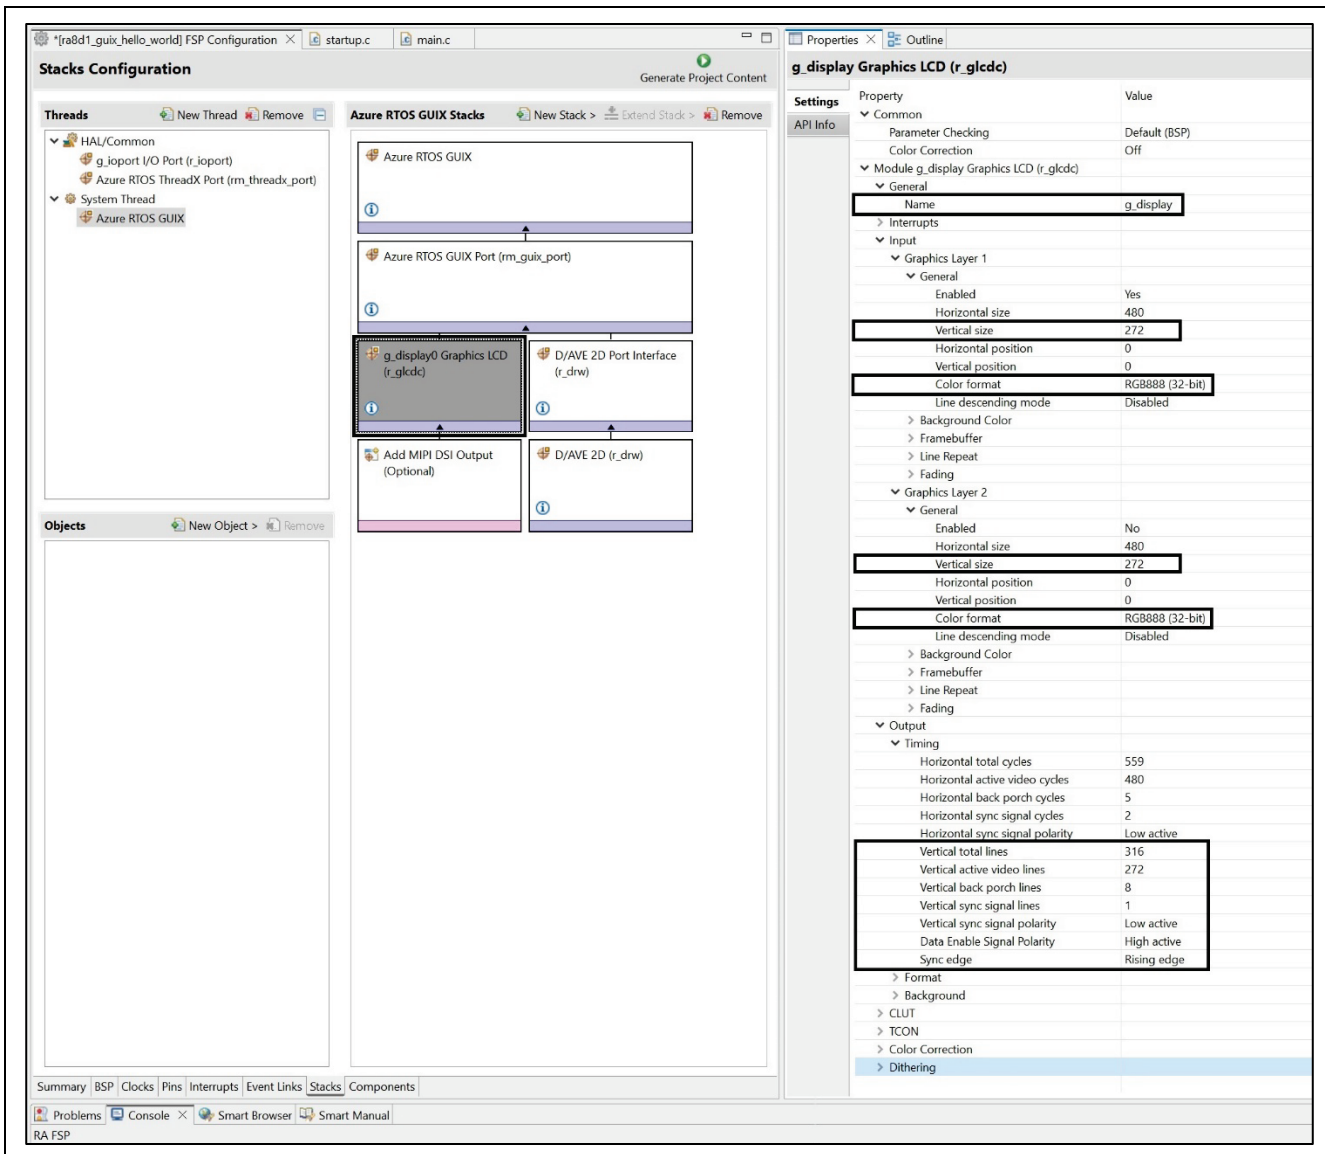 *[ra8d1_guix_hello_world] FSP Configuration
startup.c
main.c
Stacks Configuration
Generate Project Content
Threads
New Thread
Remove
HAL/Common
g_ioport I/O Port (r_ioport)
Azure RTOS ThreadX Port (rm_threadx_port)
System Thread
Azure RTOS GUIX
Objects
New Object >
Remove
Azure RTOS GUIX Stacks
New Stack >
Extend Stack >
Remove
Azure RTOS GUIX
Azure RTOS GUIX Port (rm_guix_port)
g_display0 Graphics LCD
(r_glcdc)
D/AVE 2D Port Interface
(r_drw)
Add MIPI DSI Output
(Optional)
D/AVE 2D (r_drw)
Summary BSP Clocks Pins Interrupts Event Links Stacks Components
Problems Console Smart Browser Smart Manual
RA FSP
Properties
Outline
g_display Graphics LCD (r_glcdc)
Settings
API Info
Property Value
Common
Parameter Checking Default (BSP)
Color Correction Off
Module g_display Graphics LCD (r_glcdc)
General
Name g_display
Interrupts
Input
Graphics Layer 1
General
Enabled Yes
Horizontal size 480
Vertical size 272
Horizontal position 0
Vertical position 0
Color format RGB888 (32-bit)
Line descending mode Disabled
Background Color
Framebuffer
Line Repeat
Fading
Graphics Layer 2
General
Enabled No
Horizontal size 480
Vertical size 272
Horizontal position 0
Vertical position 0
Color format RGB888 (32-bit)
Line descending mode Disabled
Background Color
Framebuffer
Line Repeat
Fading
Output
Timing
Horizontal total cycles 559
Horizontal active video cycles 480
Horizontal back porch cycles 5
Horizontal sync signal cycles 2
Horizontal sync signal polarity Low active
Vertical total lines 316
Vertical active video lines 272
Vertical back porch lines 8
Vertical sync signal lines 1
Vertical sync signal polarity Low active
Data Enable Signal Polarity High active
Sync edge Rising edge
Format
Background
CLUT
TCON
Color Correction
Dithering